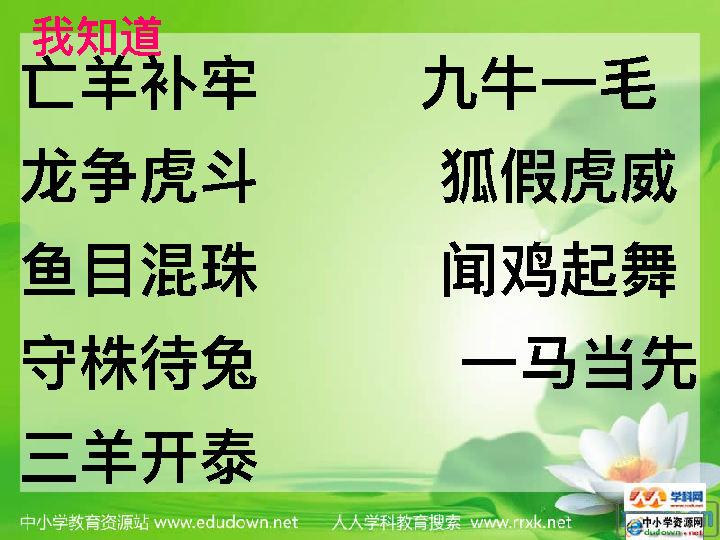 我知道
亡羊补牢 九牛一毛
龙争虎斗 狐假虎威
鱼目混珠 闻鸡起舞
守株待兔 一马当先
三羊开泰
中小学教育资源站 www.edudown.net 人人学科教育搜索 www.rrxk.net
学科网
中小学资源网